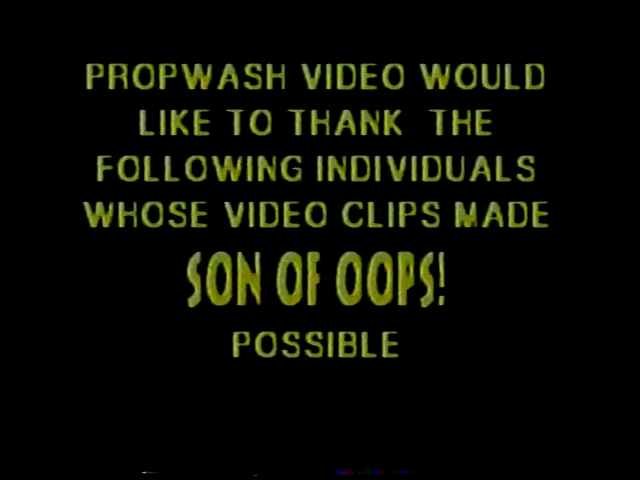 PROPWASH VIDEO WOULD
LIKE TO THANK THE
FOLLOWING INDIVIDUALS
WHOSE VIDEO CLIPS MADE
SON OF OOPS!
POSSIBLE